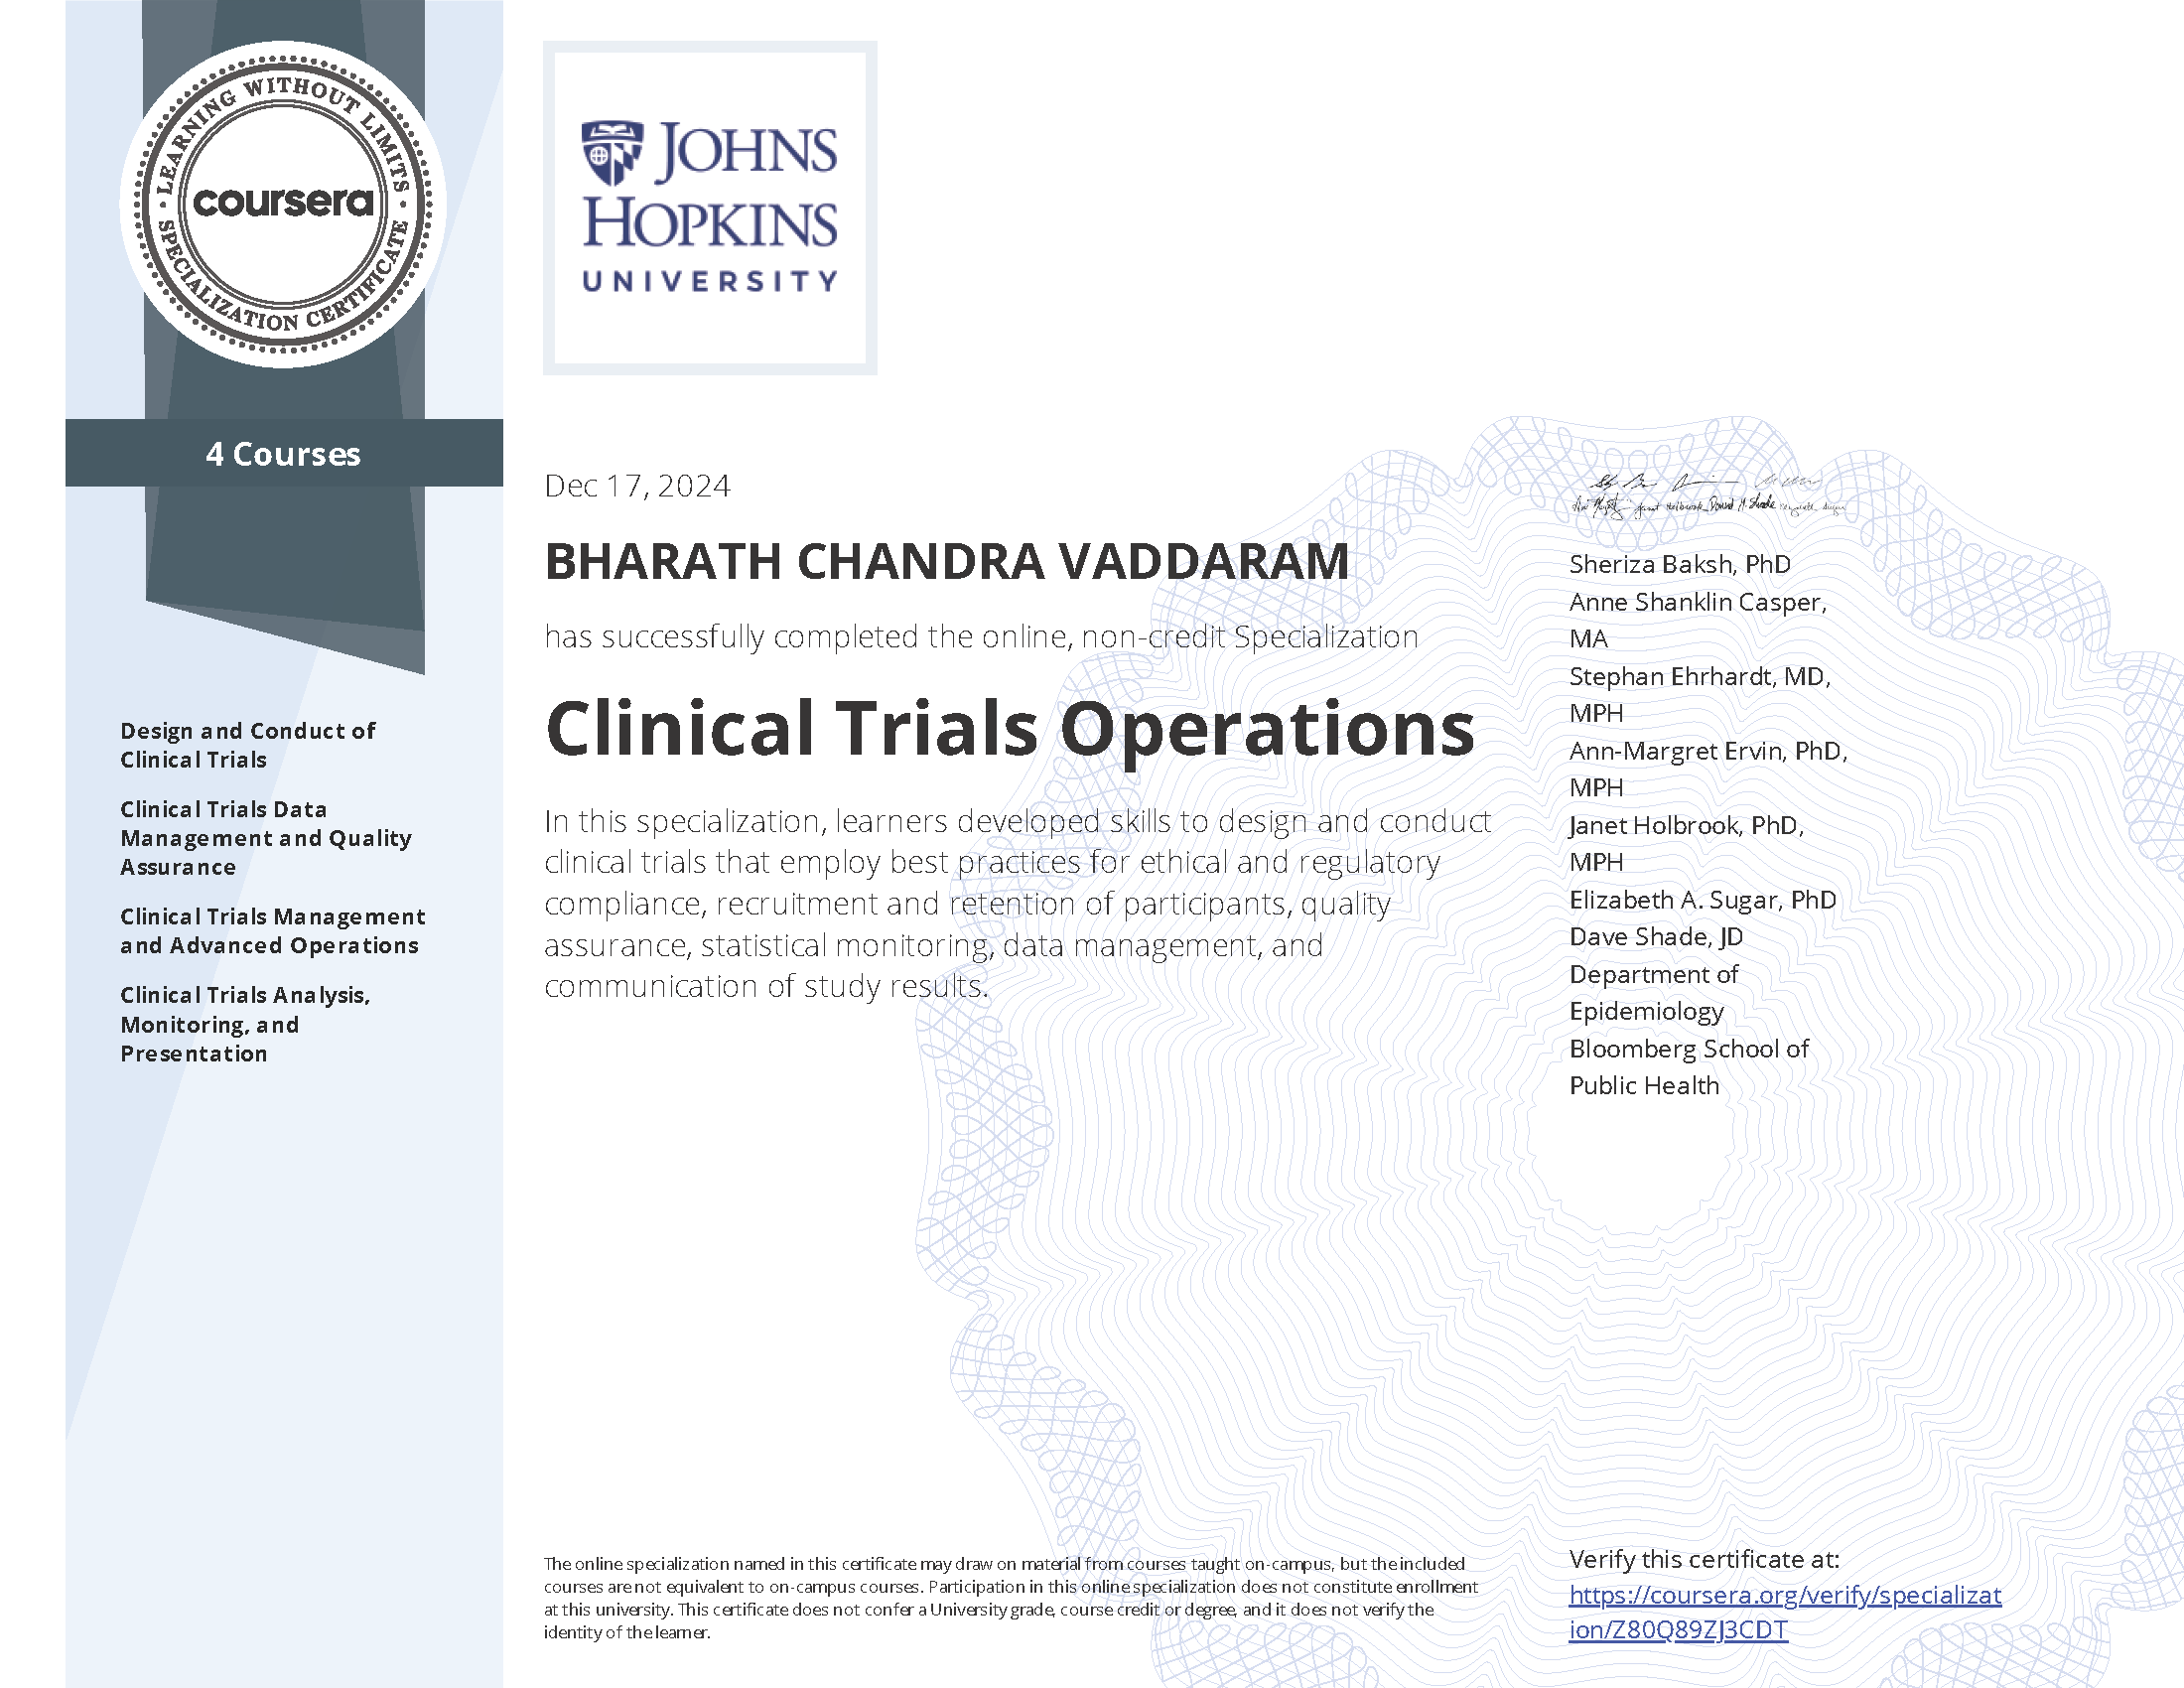 LEARNING WITHOUT LIMITS
coursera
SPECIALIZATION CERTIFICATE
4 Courses
Design and Conduct of
Clinical Trials
Clinical Trials Data
Management and Quality
Assurance
Clinical Trials Management
and Advanced Operations
Clinical Trials Analysis,
Monitoring, and
Presentation
JOHNS
HOPKINS
UNIVERSITY
Dec 17, 2024
BHARATH CHANDRA VADDARAM
has successfully completed the online, non-credit Specialization
Clinical Trials Operations
In this specialization, learners developed skills to design and conduct
clinical trials that employ best practices for ethical and regulatory
compliance, recruitment and retention of participants, quality
assurance, statistical monitoring, data management, and
communication of study results.
The online specialization named in this certificate may draw on material from courses taught on-campus, but the included
courses are not equivalent to on-campus courses. Participation in this online specialization does not constitute enrollment
at this university. This certificate does not confer a University grade, course credit or degree, and it does not verify the
identity of the learner.
Janet Holbrook David M. Shade
Sheriza Baksh, PhD
Anne Shanklin Casper,
MA
Stephan Ehrhardt, MD,
MPH
Ann-Margret Ervin, PhD,
MPH
Janet Holbrook, PhD,
MPH
Elizabeth A. Sugar, PhD
Dave Shade, JD
Department of
Epidemiology
Bloomberg School of
Public Health
Verify this certificate at:
https://coursera.org/verify/specializat
ion/Z80Q89ZJ3CDT